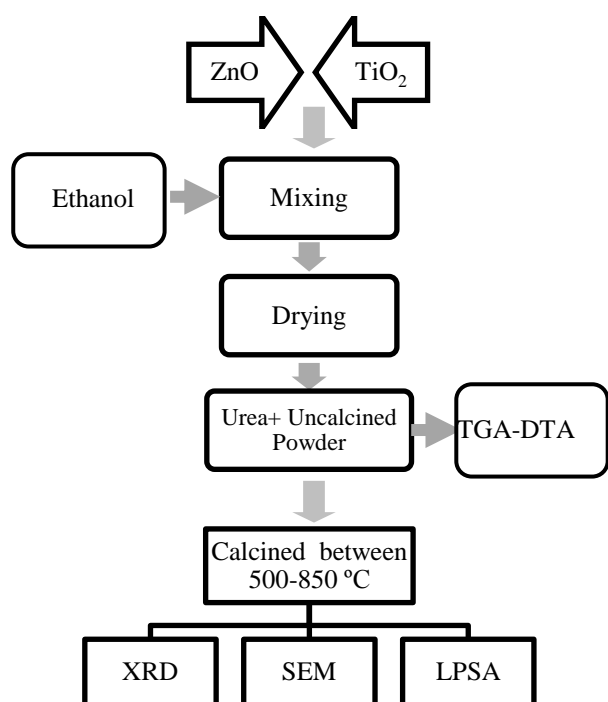 ZnO
TiO₂
Ethanol
Mixing
Drying
Urea+ Uncalcined
Powder
TGA-DTA
Calcined between
500-850 ºC
XRD
SEM
LPSA